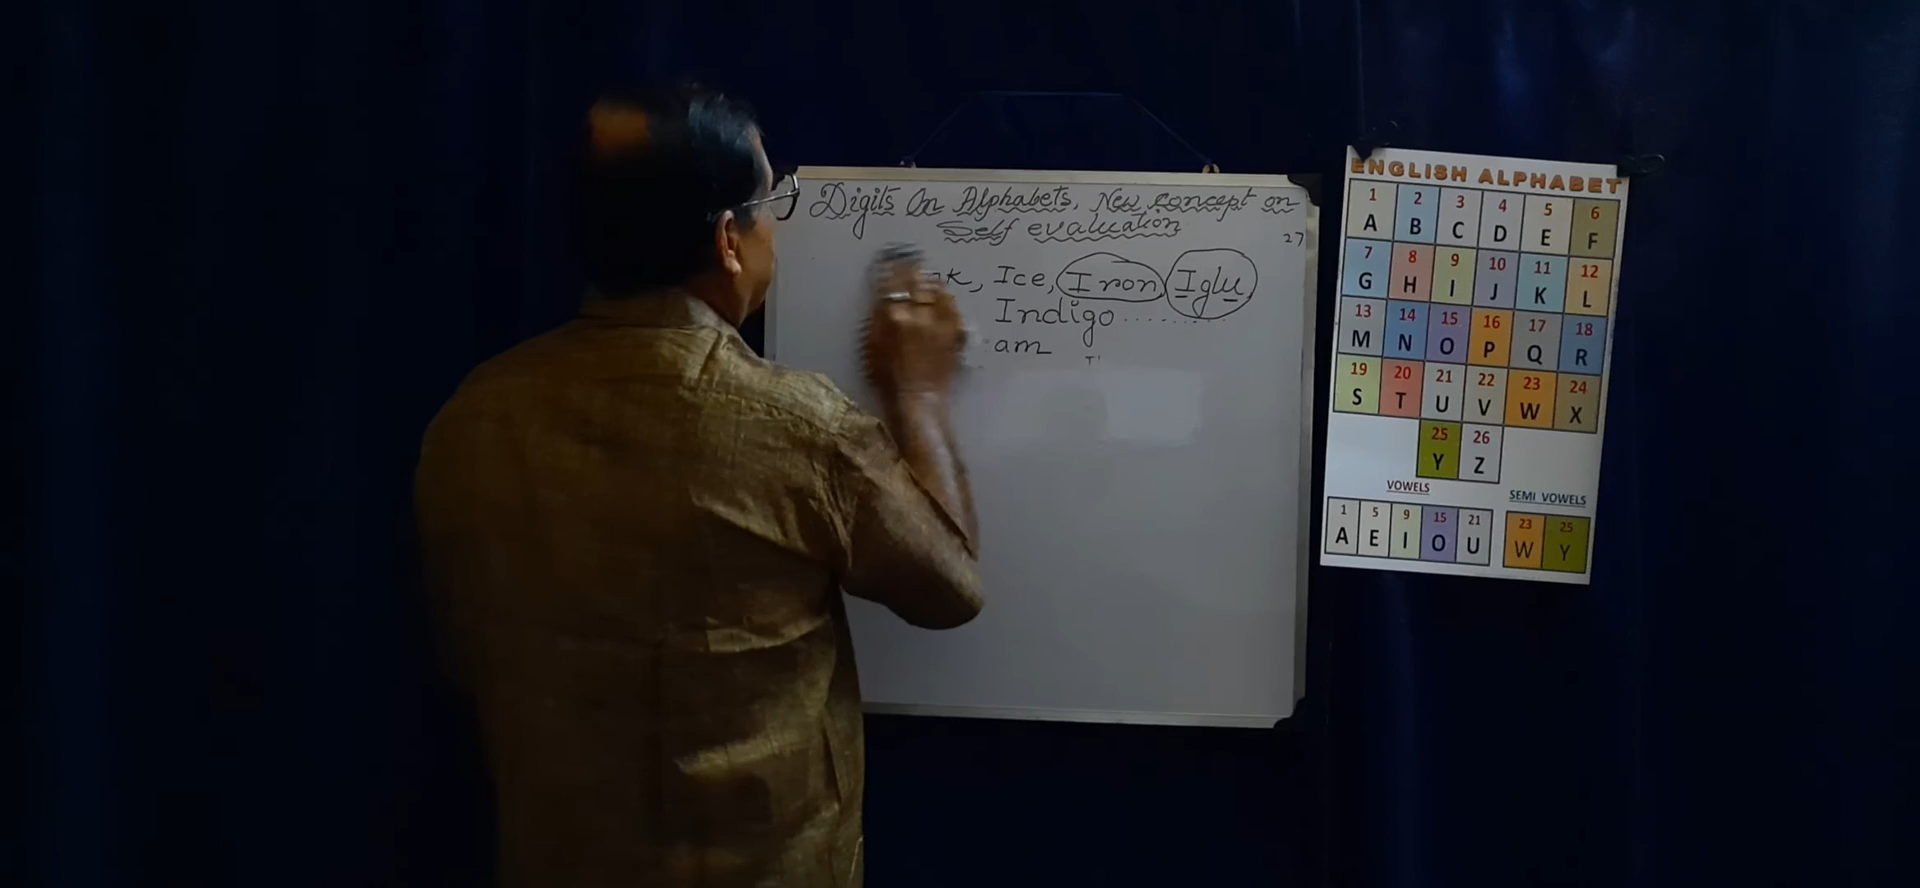 Digits On Alphabets, New concept on
Self evaluation
27
Ice, Iron Iglu
Indigo..........
am
ENGLISH ALPHABET
1 2 3 4 5 6
A B C D E F
7 8 9 10 11 12
G H I J K L
13 14 15 16 17 18
M N O P Q R
19 20 21 22 23 24
S T U V W X
25 26
Y Z
VOWELS SEMI VOWELS
1 5 9 15 21 23 25
A E I O U W Y